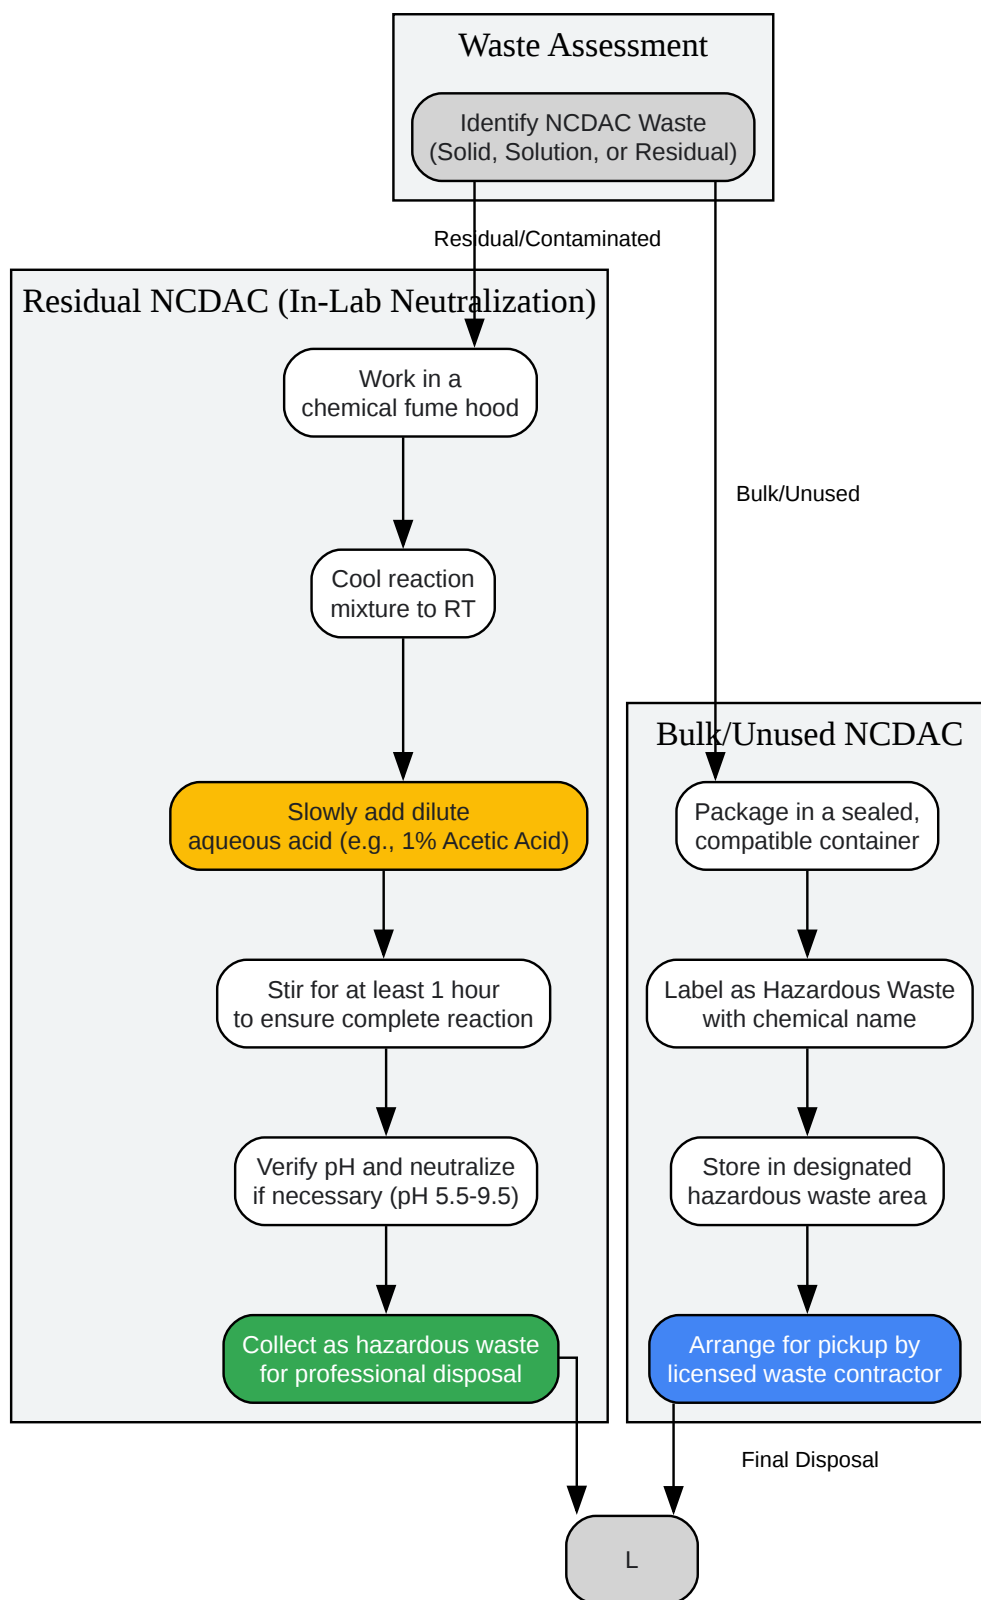 Waste Assessment
Identify NCDAC Waste
(Solid, Solution, or Residual)
Residual/Contaminated
Residual NCDAC (In-Lab Neutralization)
Work in a
chemical fume hood
Cool reaction
mixture to RT
Slowly add dilute
aqueous acid (e.g., 1% Acetic Acid)
Stir for at least 1 hour
to ensure complete reaction
Verify pH and neutralize
if necessary (pH 5.5-9.5)
Collect as hazardous waste
for professional disposal
Bulk/Unused
Bulk/Unused NCDAC
Package in a sealed,
compatible container
Label as Hazardous Waste
with chemical name
Store in designated
hazardous waste area
Arrange for pickup by
licensed waste contractor
Final Disposal
L